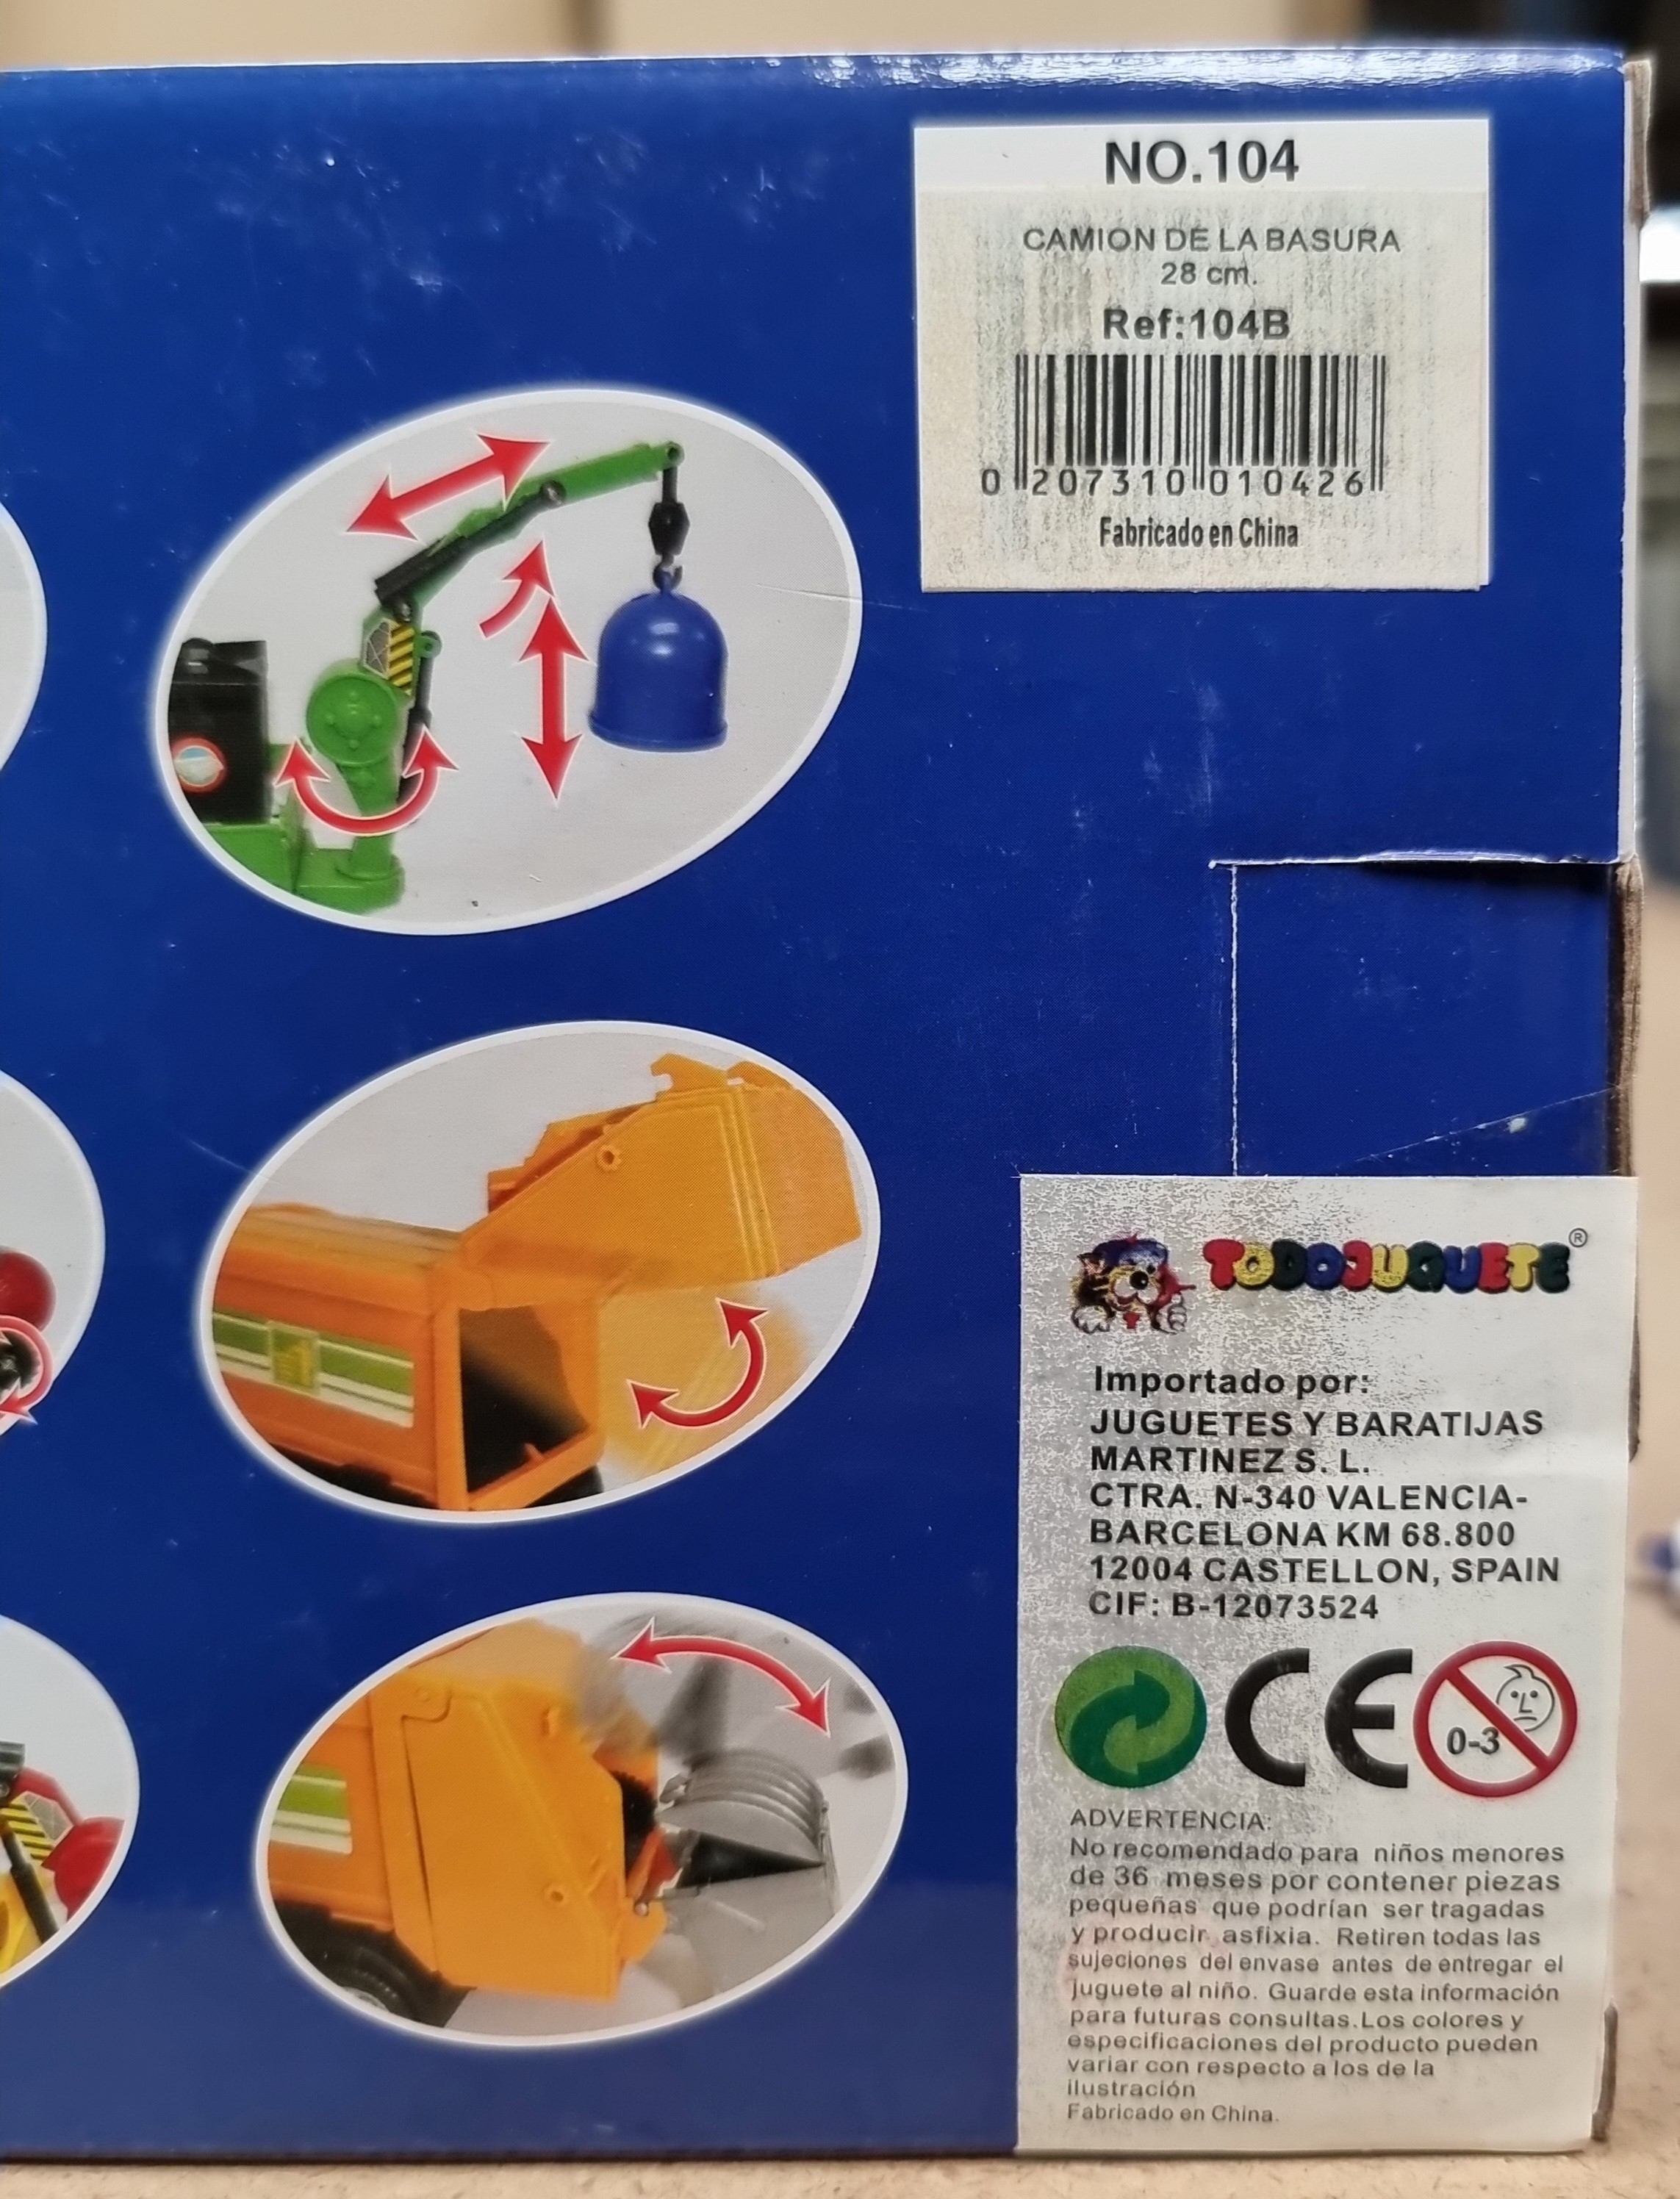 NO.104
CAMION DE LA BASURA
28 cm.
Ref:104B
0 207310 010426
Fabricado en China
TODOJUGUETE®
Importado por:
JUGUETES Y BARATIJAS
MARTINEZ S. L.
CTRA. N-340 VALENCIA-
BARCELONA KM 68.800
12004 CASTELLON, SPAIN
CIF: B-12073524
CE
0-3
ADVERTENCIA:
No recomendado para niños menores
de 36 meses por contener piezas
pequeñas que podrían ser tragadas
y producir asfixia. Retiren todas las
sujeciones del envase antes de entregar el
juguete al niño. Guarde esta información
para futuras consultas.Los colores y
especificaciones del producto pueden
variar con respecto a los de la
ilustración
Fabricado en China.